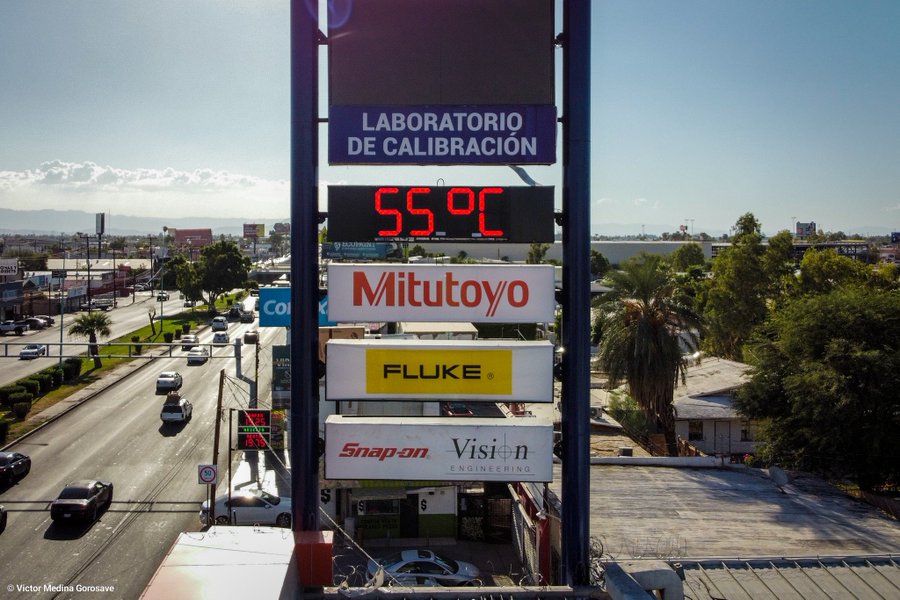 LABORATORIO
DE CALIBRACIÓN
55°C
Mitutoyo
FLUKE®
Snap-on
Vision
ENGINEERING
© Victor Medina Gorosave